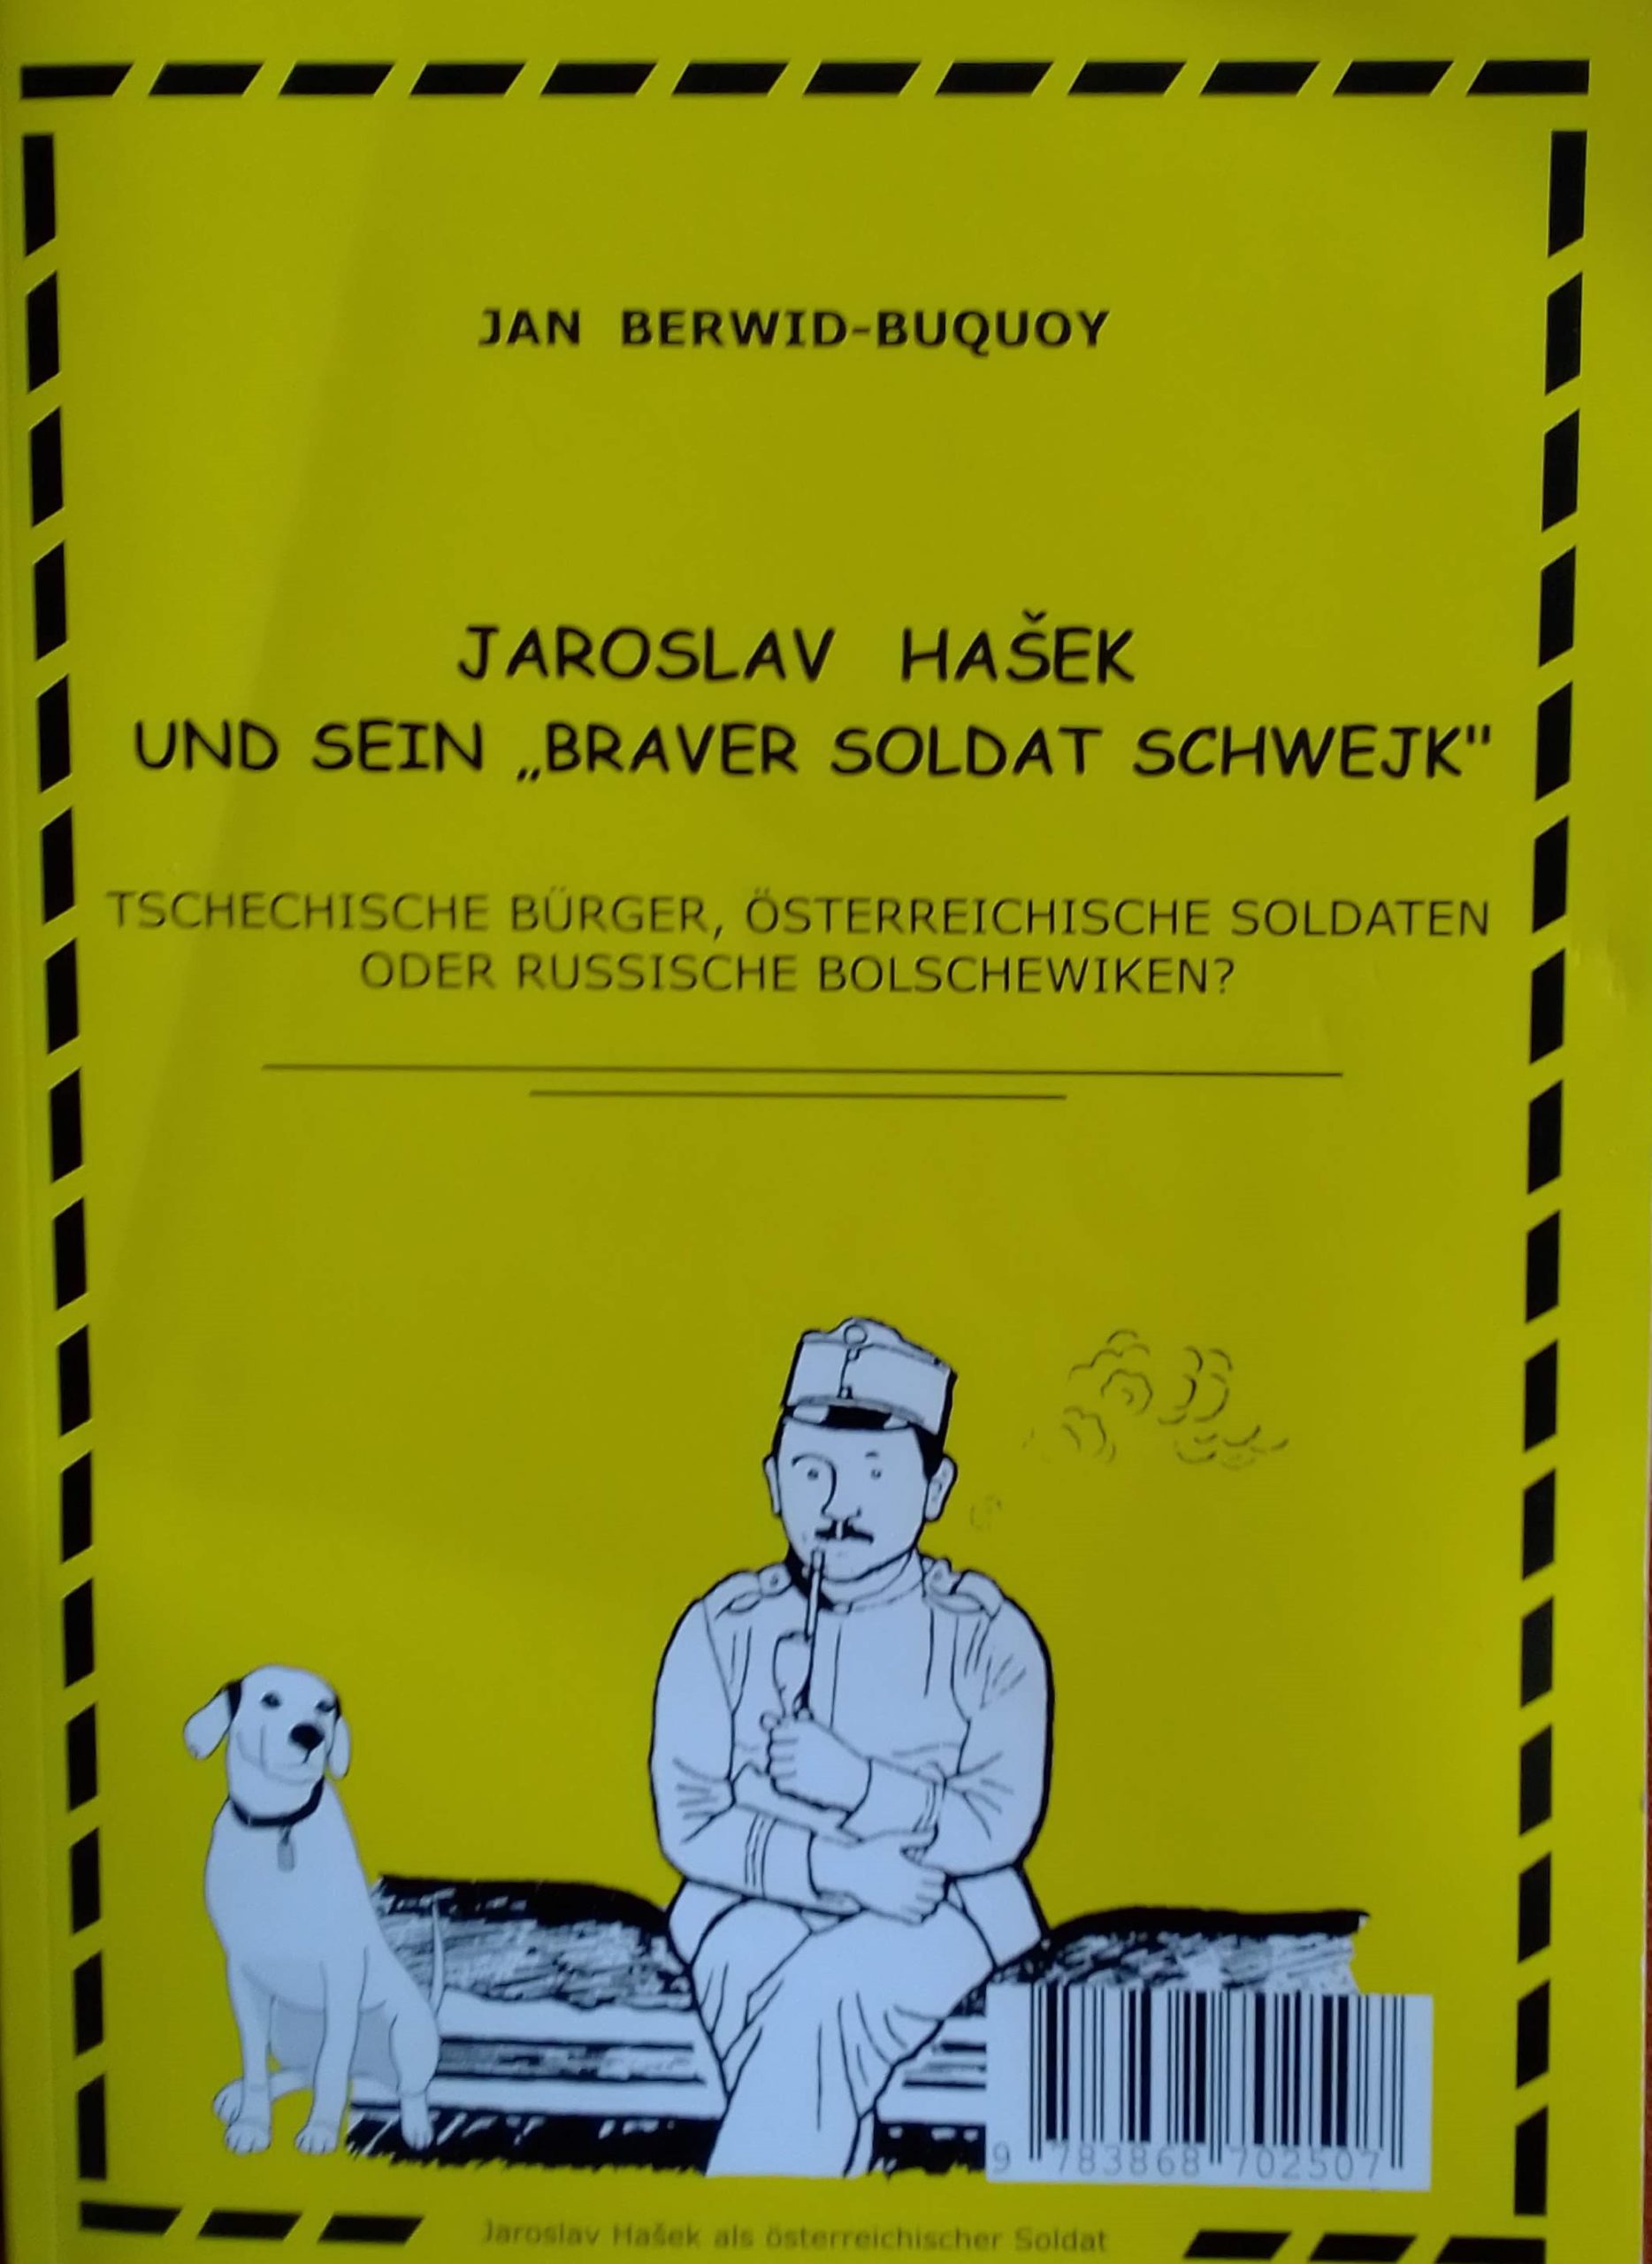 JAN BERWID-BUQUOY
JAROSLAV HAŠEK
UND SEIN „BRAVER SOLDAT SCHWEJK"
TSCHECHISCHE BÜRGER, ÖSTERREICHISCHE SOLDATEN
ODER RUSSISCHE BOLSCHEWIKEN?
9 783868 702507
Jaroslav Hašek als österreichischer Soldat